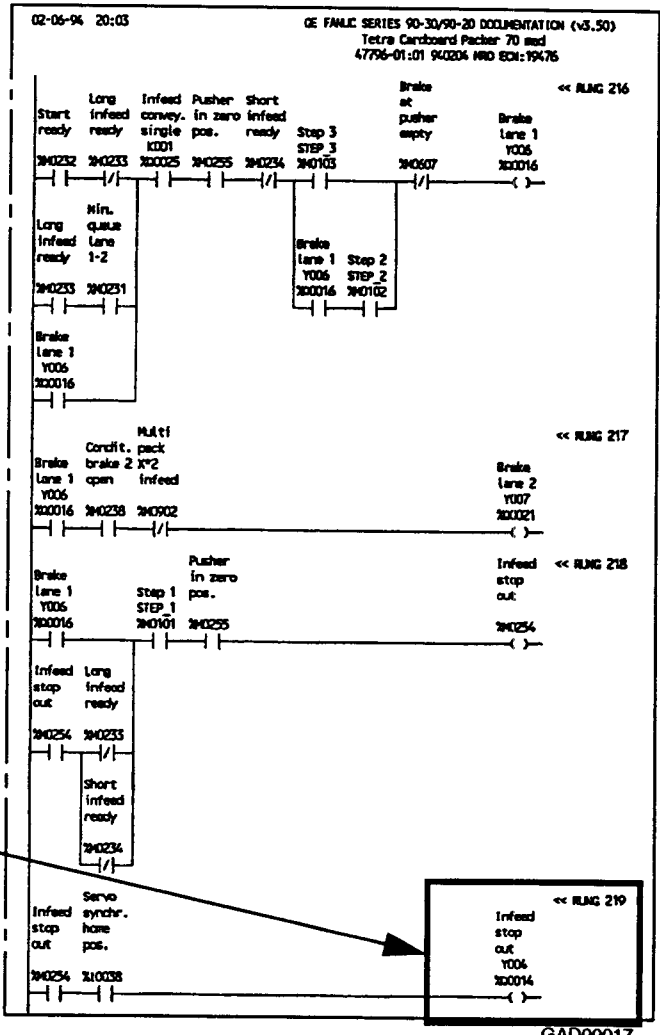 02-06-94 20:03 GE FANUC SERIES 90-30/90-20 DOCUMENTATION (v3.50)
Tetra Cardboard Packer 70 mod
47796-01:01 940204 MRO ECN:19476
Brake << RUNG 216
Long Infeed Pusher Short at
Start infeed convey. in zero infeed pusher Brake
ready ready single pos. ready Step 3 empty lane 1
K001 STEP_3 Y006
%M0232 %M0233 %Q0025 %M0255 %M0234 %M0103 %M0607 %Q0016
Min.
Long queue
infeed lane
ready 1-2
Brake
lane 1 Step 2
Y006 STEP_2
%M0233 %M0231
%Q0016 %M0102
Brake
lane 1
Y006
%Q0016
Multi << RUNG 217
Condit. pack
Brake brake 2 X*2 Brake
lane 1 open infeed lane 2
Y006 Y007
%Q0016 %M0238 %M0902 %Q0021
Pusher Infeed << RUNG 218
Brake in zero stop
lane 1 Step 1 pos. out
Y006 STEP_1
%Q0016 %M0101 %M0255 %M0254
Infeed Long
stop infeed
out ready
%M0254 %M0233
Short
infeed
ready
%M0234
Servo << RUNG 219
Infeed synchr. Infeed
stop home stop
out pos. out
Y004
%M0254 %I0038 %Q0014
GAD00017